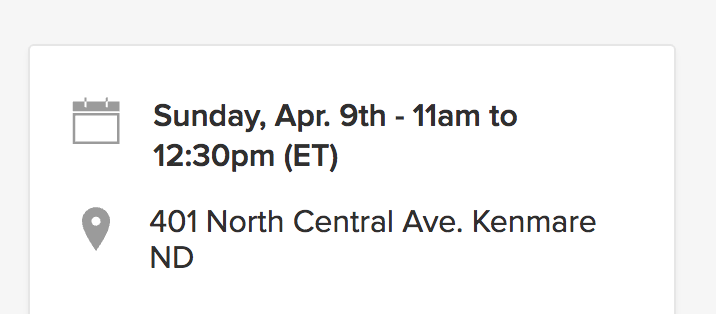 Sunday, Apr. 9th - 11am to
12:30pm (ET)
401 North Central Ave. Kenmare
ND